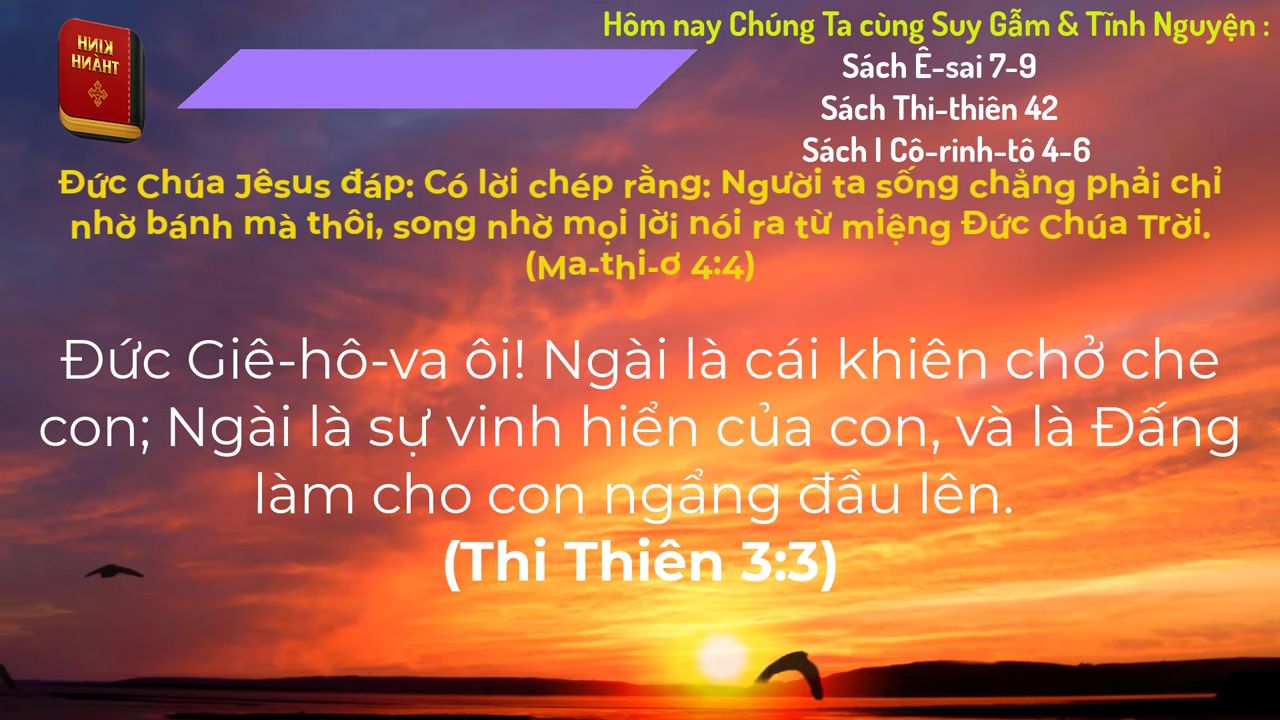 KINH
THÁNH
Hôm nay Chúng Ta cùng Suy Gẫm & Tĩnh Nguyện :
Sách Ê-sai 7-9
Sách Thi-thiên 42
Sách I Cô-rinh-tô 4-6
Đức Chúa Jêsus đáp: Có lời chép rằng: Người ta sống chẳng phải chỉ
nhờ bánh mà thôi, song nhờ mọi lời nói ra từ miệng Đức Chúa Trời.
(Ma-thi-ơ 4:4)
Đức Giê-hô-va ôi! Ngài là cái khiên chở che
con; Ngài là sự vinh hiển của con, và là Đấng
làm cho con ngẩng đầu lên.
(Thi Thiên 3:3)